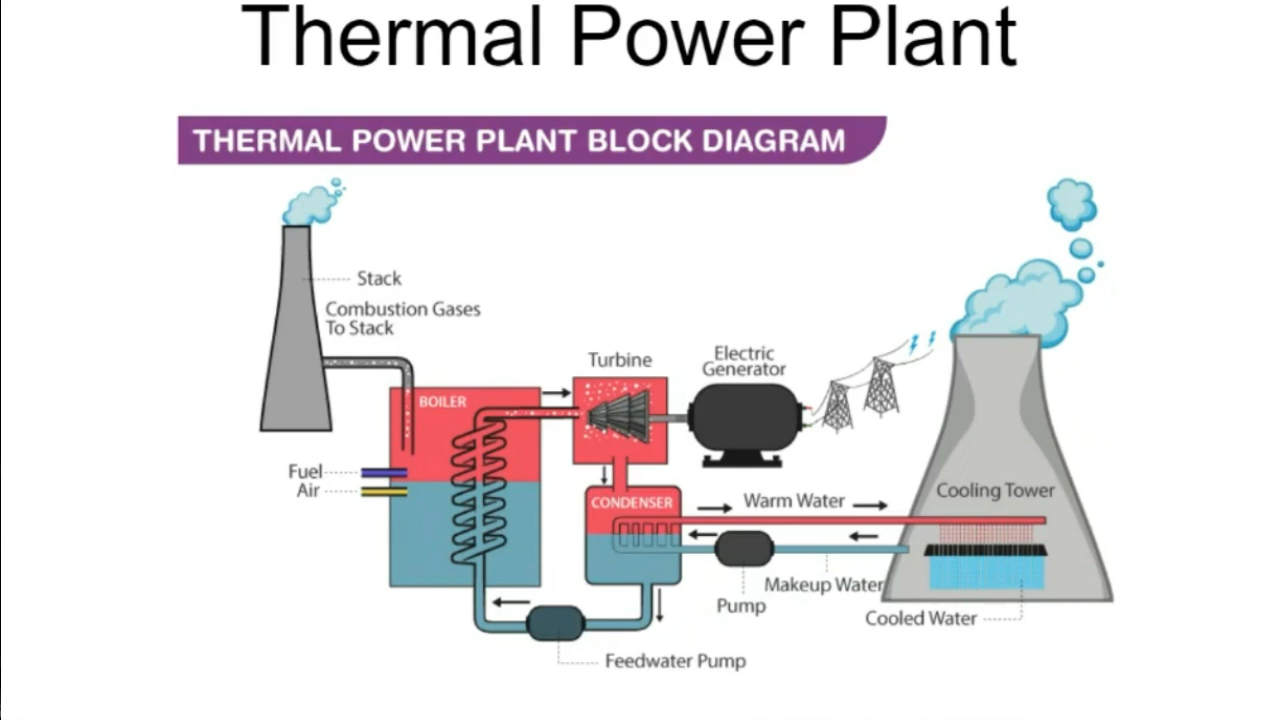 Thermal Power Plant
THERMAL POWER PLANT BLOCK DIAGRAM
Stack
Combustion Gases
To Stack
Turbine
Electric
Generator
BOILER
Fuel
Air
CONDENSER
Warm Water
Cooling Tower
Makeup Water
Pump
Cooled Water
Feedwater Pump